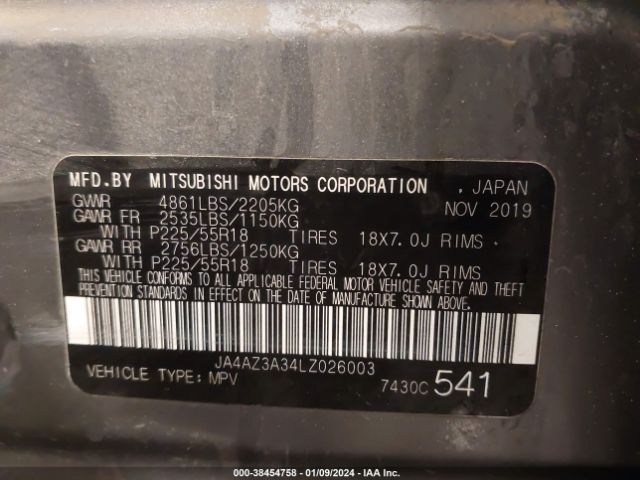 MFD.BY MITSUBISHI MOTORS CORPORATION . JAPAN
GVWR 4861LBS/2205KG NOV 2019
GAWR FR 2535LBS/1150KG
WITH P225/55R18 TIRES 18X7.0J RIMS .
GAWR RR 2756LBS/1250KG
WITH P225/55R18 TIRES 18X7.0J RIMS .
THIS VEHICLE CONFORMS TO ALL APPLICABLE FEDERAL MOTOR VEHICLE SAFETY AND THEFT
PREVENTION STANDARDS IN EFFECT ON THE DATE OF MANUFACTURE SHOWN ABOVE.
JA4AZ3A34LZ026003
VEHICLE TYPE: MPV 7430C 541
000-38454758 - 01/09/2024 - IAA Inc.